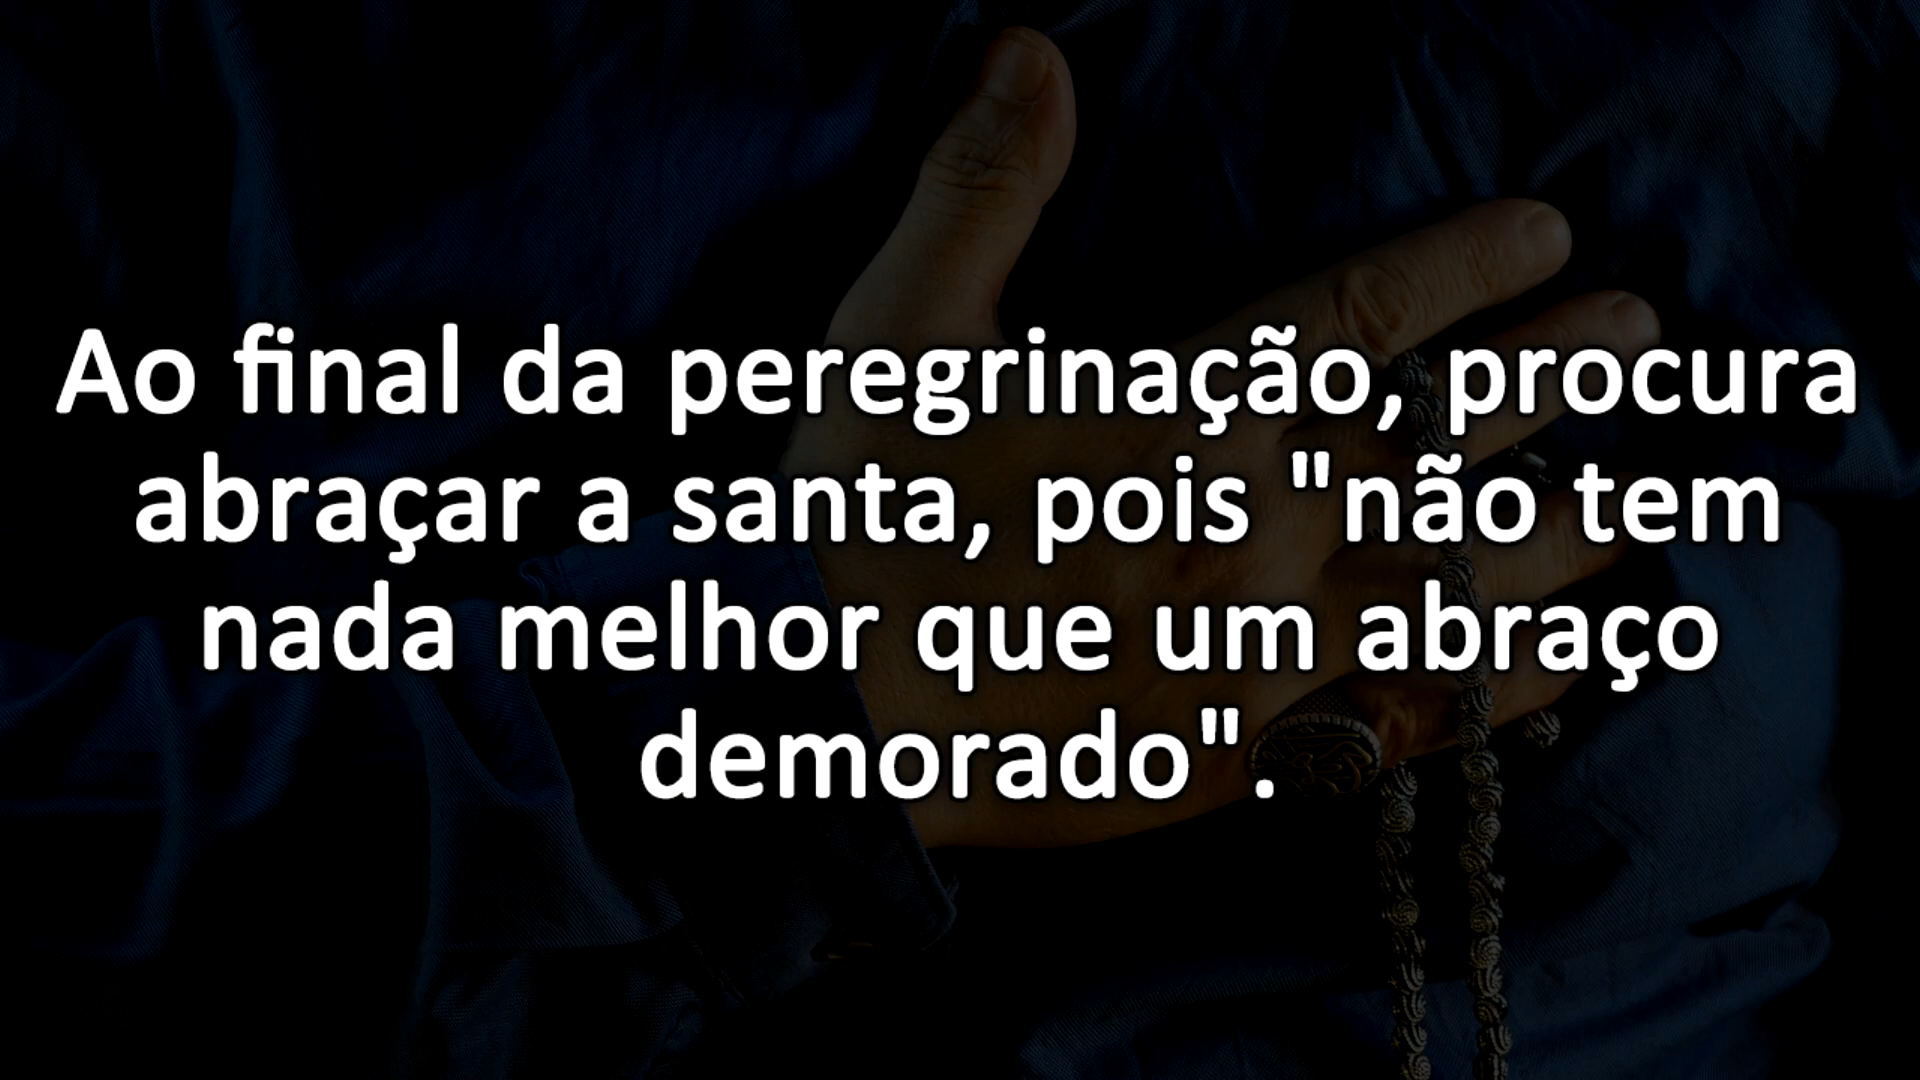 Ao final da peregrinação, procura
abraçar a santa, pois "não tem
nada melhor que um abraço
demorado".